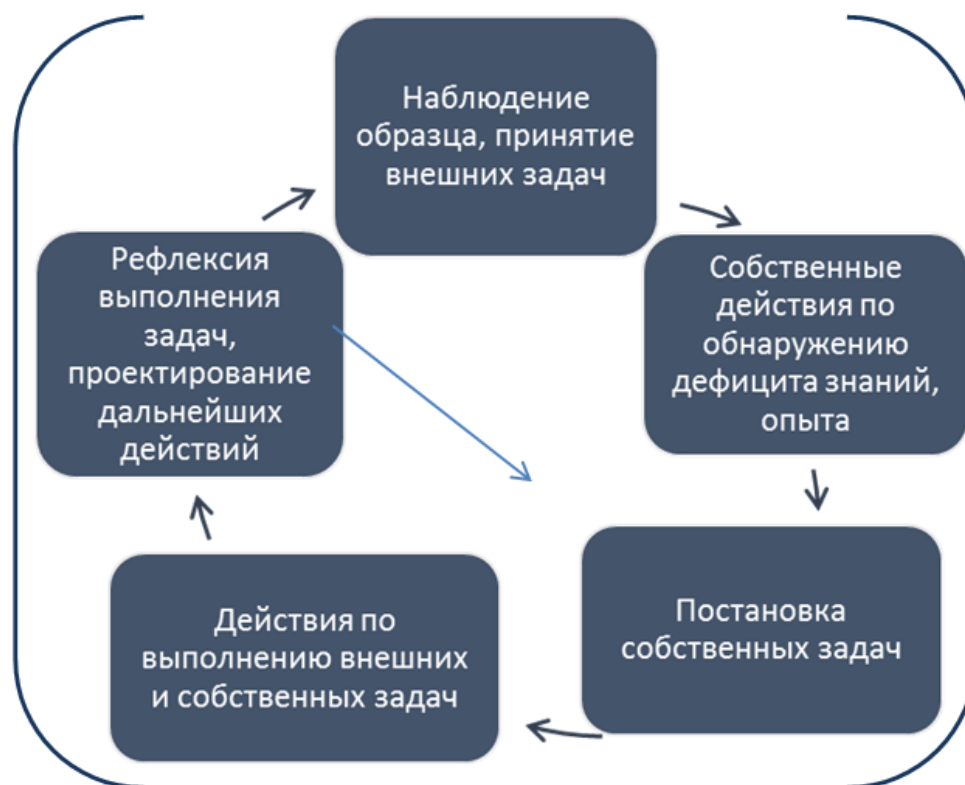 Наблюдение
образца, принятие
внешних задач
Собственные
действия по
обнаружению
дефицита знаний,
опыта
Постановка
собственных задач
Действия по
выполнению внешних
и собственных задач
Рефлексия
выполнения
задач,
проектирование
дальнейших
действий